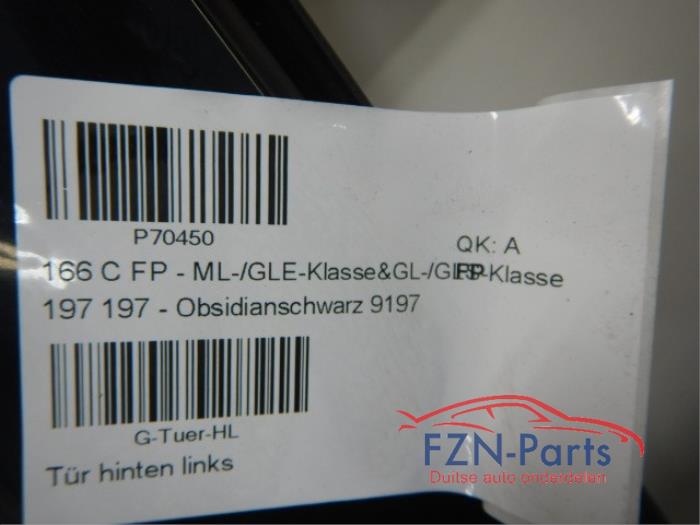 P70450
QK: A
166 C FP - ML-/GLE-Klasse&GL-/GLS-Klasse
FP
197 197 - Obsidianschwarz 9197
G-Tuer-HL
Tür hinten links
FZN-Parts
Duitse auto onderdelen